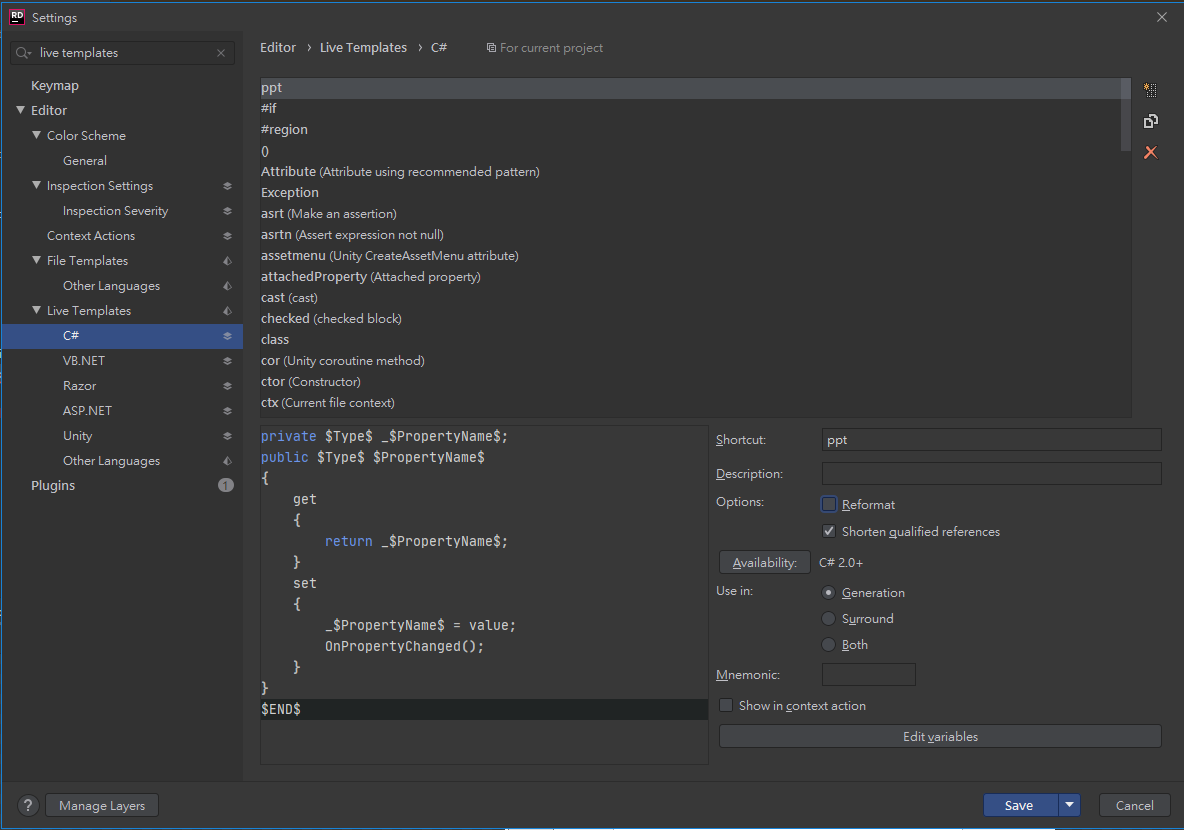 RD Settings
live templates
Editor › Live Templates › C# For current project
Keymap
Editor
Color Scheme
General
Inspection Settings
Inspection Severity
Context Actions
File Templates
Other Languages
Live Templates
C#
VB.NET
Razor
ASP.NET
Unity
Other Languages
Plugins 1
ppt
#if
#region
()
Attribute (Attribute using recommended pattern)
Exception
asrt (Make an assertion)
asrtn (Assert expression not null)
assetmenu (Unity CreateAssetMenu attribute)
attachedProperty (Attached property)
cast (cast)
checked (checked block)
class
cor (Unity coroutine method)
ctor (Constructor)
ctx (Current file context)
private $Type$ _$PropertyName$;
public $Type$ $PropertyName$
{
    get
    {
        return _$PropertyName$;
    }
    set
    {
        _$PropertyName$ = value;
        OnPropertyChanged();
    }
}
$END$
Shortcut: ppt
Description:
Options: Reformat
Shorten qualified references
Availability: C# 2.0+
Use in: Generation
Surround
Both
Mnemonic:
Show in context action
Edit variables
? Manage Layers Save Cancel